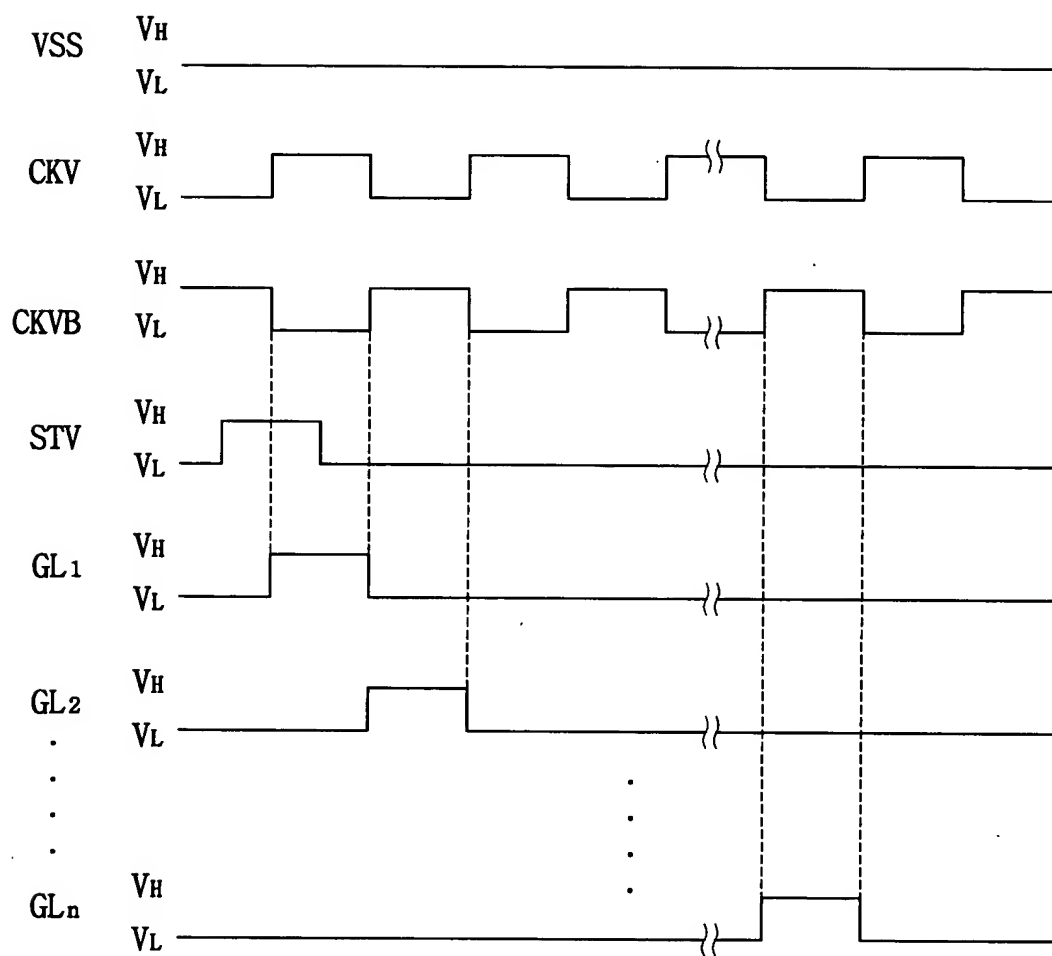 VSS VH
VL
CKV VH
VL
CKVB VH
VL
STV VH
VL
GL1 VH
VL
GL2 VH
VL
GLn VH
VL